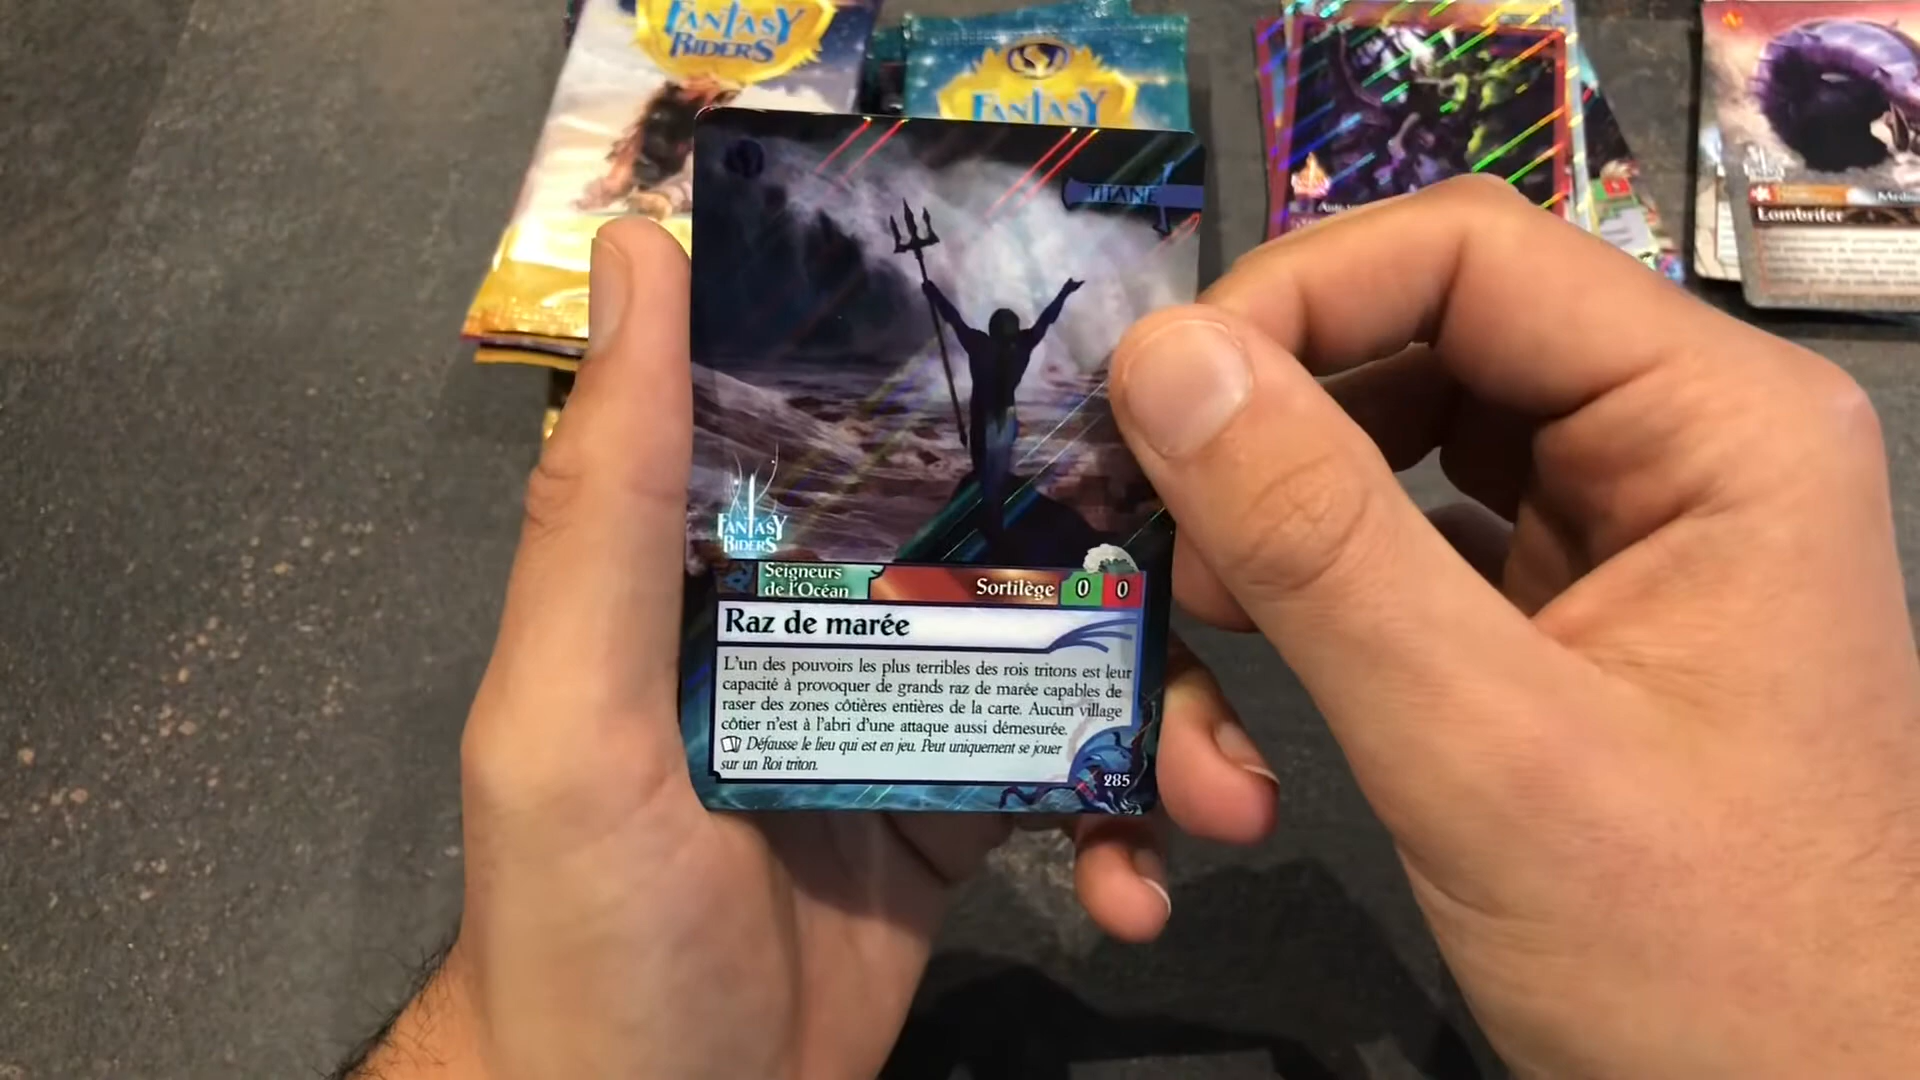 FANTASY
RIDERS
FANTASY
TITANE
Lombrifer
FANTASY
RIDERS
Seigneurs
de l'Océan
Sortilège 0 0
Raz de marée
L'un des pouvoirs les plus terribles des rois tritons est leur
capacité à provoquer de grands raz de marée capables de
raser des zones côtières entières de la carte. Aucun village
côtier n'est à l'abri d'une attaque aussi démesurée.
Défausse le lieu qui est en jeu. Peut uniquement se jouer
sur un Roi triton.
285